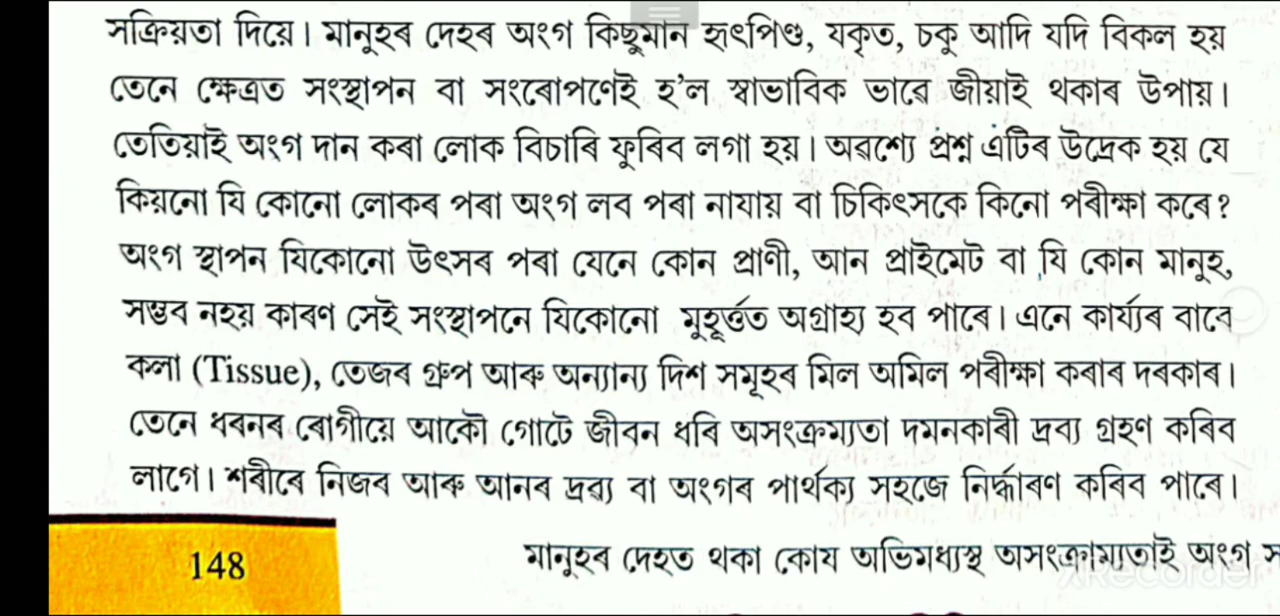 সক্ৰিয়তা দিয়ে। মানুহৰ দেহৰ অংগ কিছুমান হৃৎপিণ্ড, যকৃত, চকু আদি যদি বিকল হয়
তেনে ক্ষেত্ৰত সংস্থাপন বা সংৰোপণেই হ’ল স্বাভাবিক ভাৱে জীয়াই থকাৰ উপায়।
তেতিয়াই অংগ দান কৰা লোক বিচাৰি ফুৰিব লগা হয়। অৱশ্যে প্ৰশ্ন এটিৰ উদ্ৰেক হয় যে
কিয়নো যি কোনো লোকৰ পৰা অংগ লব পৰা নাযায় বা চিকিৎসকে কিনো পৰীক্ষা কৰে?
অংগ স্থাপন যিকোনো উৎসৰ পৰা যেনে কোন প্ৰাণী, আন প্ৰাইমেট বা যি কোন মানুহ,
সম্ভব নহয় কাৰণ সেই সংস্থাপনে যিকোনো মুহূৰ্ত্তত অগ্ৰাহ্য হব পাৰে। এনে কাৰ্য্যৰ বাবে
কলা (Tissue), তেজৰ গ্ৰুপ আৰু অন্যান্য দিশ সমূহৰ মিল অমিল পৰীক্ষা কৰাৰ দৰকাৰ।
তেনে ধৰনৰ ৰোগীয়ে আকৌ গোটে জীবন ধৰি অসংক্ৰম্যতা দমনকাৰী দ্ৰব্য গ্ৰহণ কৰিব
লাগে। শৰীৰে নিজৰ আৰু আনৰ দ্ৰব্য বা অংগৰ পাৰ্থক্য সহজে নিৰ্দ্ধাৰণ কৰিব পাৰে।
148
মানুহৰ দেহত থকা কোষ অভিমধ্যস্থ অসংক্ৰাম্যতাই অংগ স
XRecorder